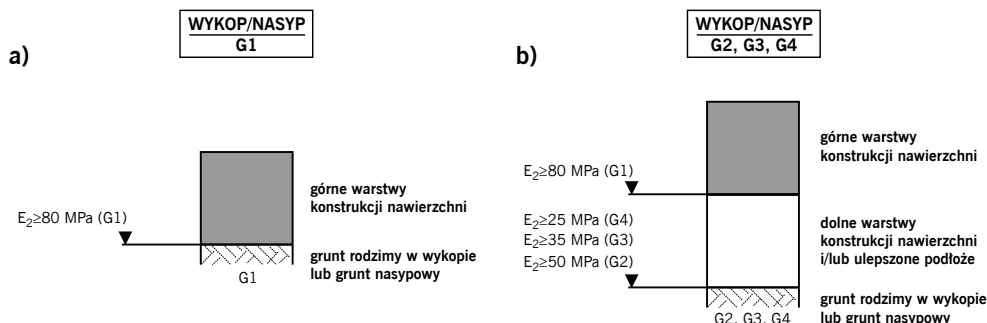 WYKOP/NASYP
G1
a)
górne warstwy
konstrukcji nawierzchni
E2≥80 MPa (G1)
grunt rodzimy w wykopie
lub grunt nasypowy
G1
WYKOP/NASYP
G2, G3, G4
b)
górne warstwy
konstrukcji nawierzchni
E2≥80 MPa (G1)
E2≥25 MPa (G4)
E2≥35 MPa (G3)
E2≥50 MPa (G2)
dolne warstwy
konstrukcji nawierzchni
i/lub ulepszone podłoże
grunt rodzimy w wykopie
lub grunt nasypowy
G2, G3, G4